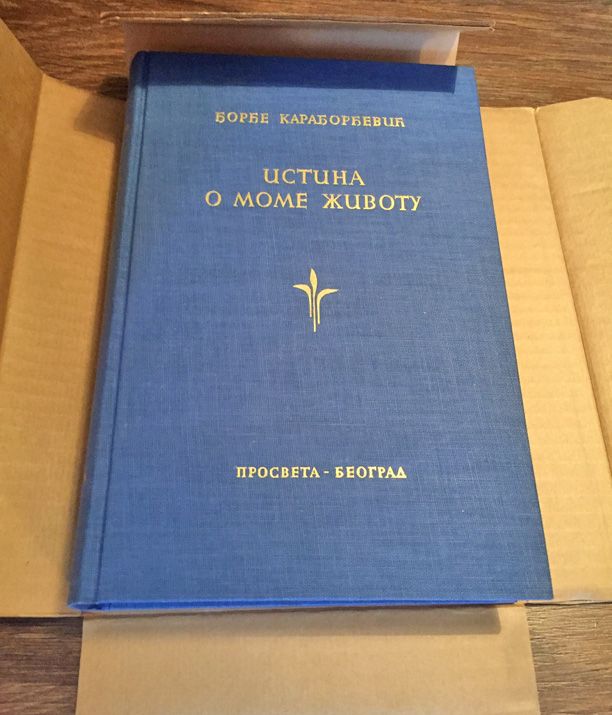 ЂОРЂЕ КАРАЂОРЂЕВИЋ
ИСТИНА
О МОМЕ ЖИВОТУ
ПРОСВЕТА - БЕОГРАД